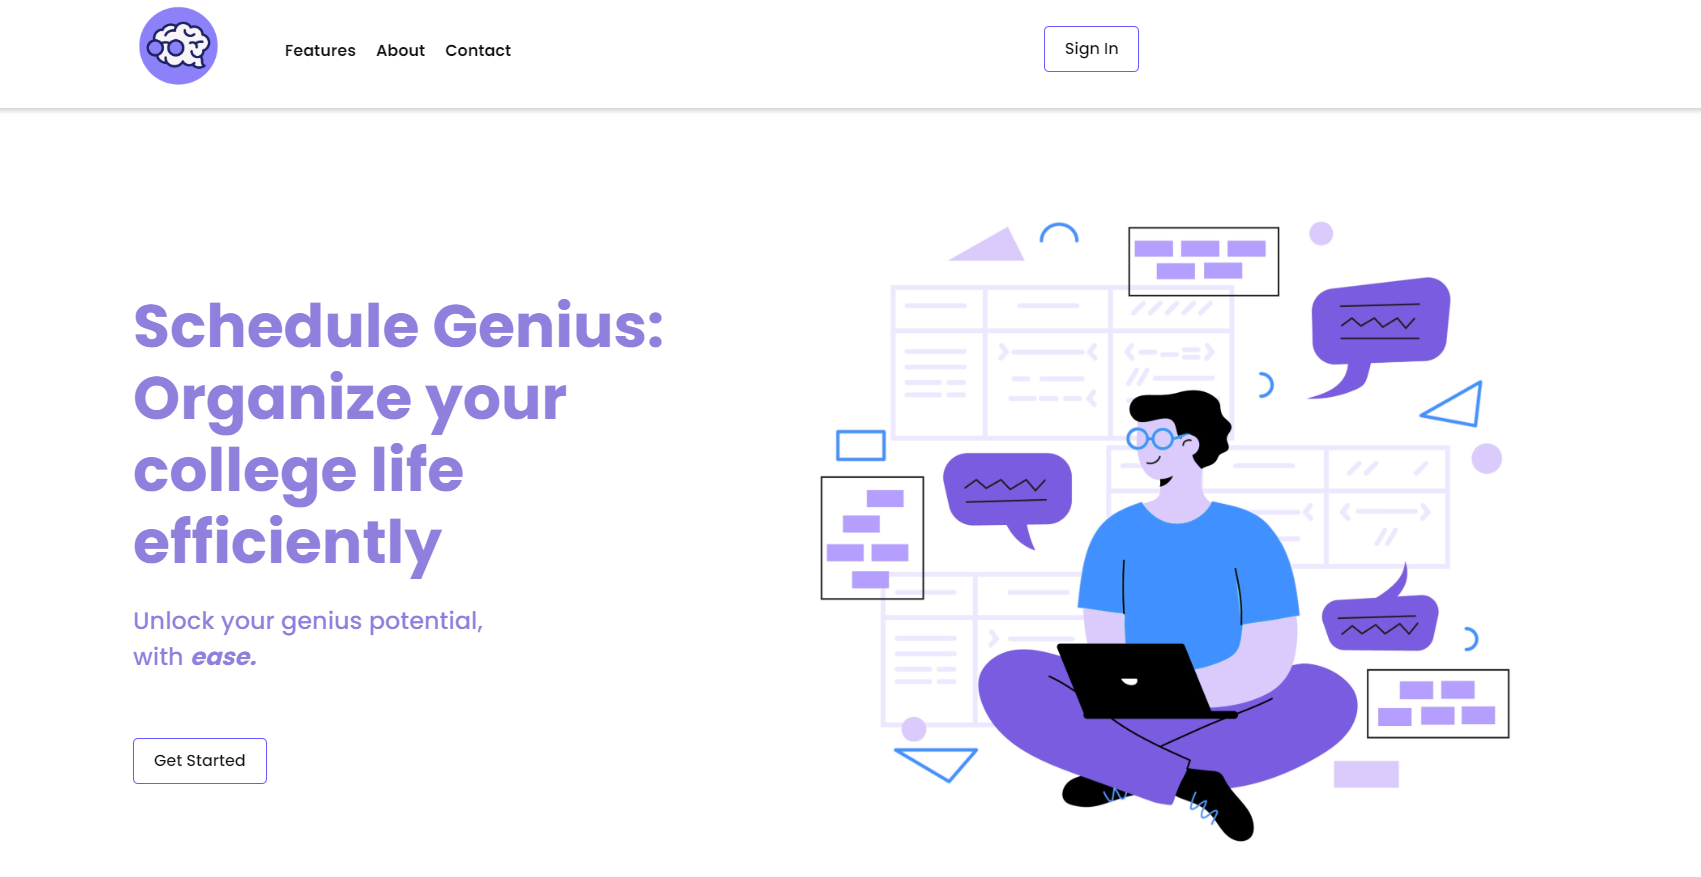 Features About Contact Sign In
Schedule Genius:
Organize your
college life
efficiently
Unlock your genius potential,
with ease.
Get Started